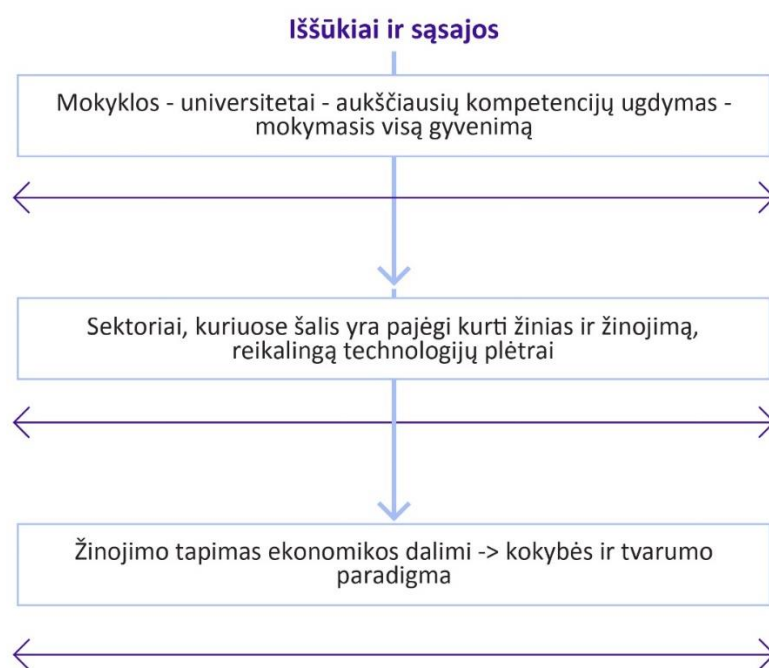 Iššūkiai ir sąsajos
Mokyklos - universitetai - aukščiausių kompetencijų ugdymas -
mokymasis visą gyvenimą
Sektoriai, kuriuose šalis yra pajėgi kurti žinias ir žinojimą,
reikalingą technologijų plėtrai
Žinojimo tapimas ekonomikos dalimi -> kokybės ir tvarumo
paradigma